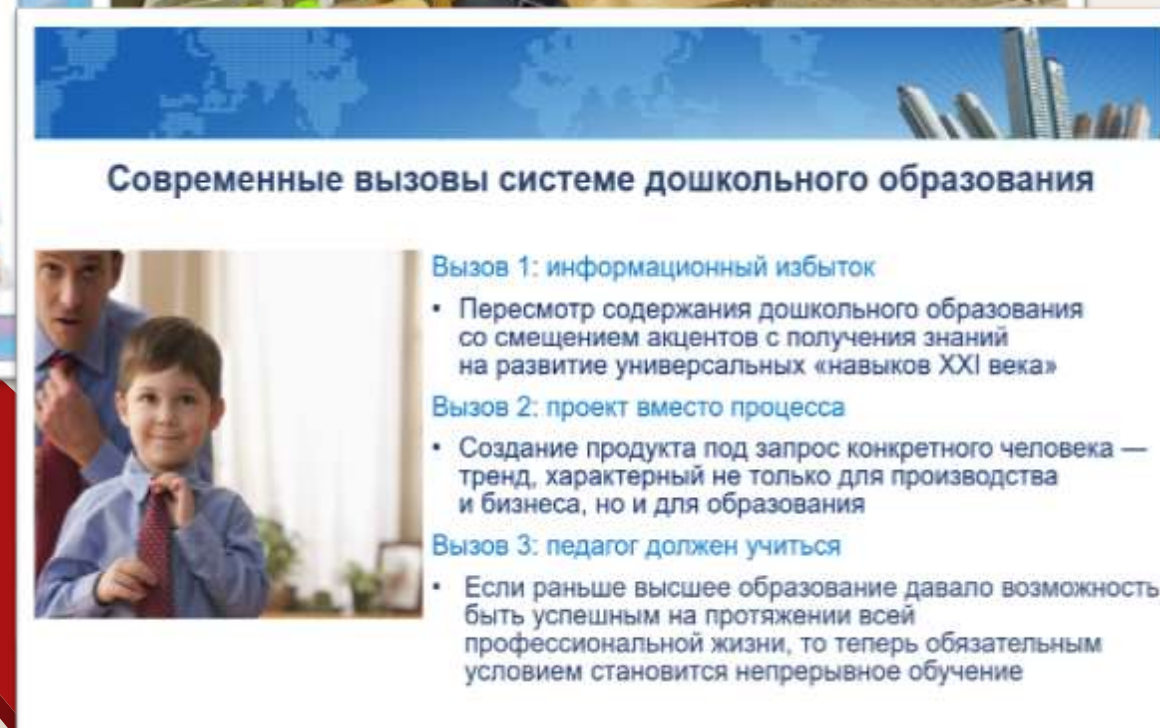 Современные вызовы системе дошкольного образования
Вызов 1: информационный избыток
• Пересмотр содержания дошкольного образования
со смещением акцентов с получения знаний
на развитие универсальных «навыков XXI века»
Вызов 2: проект вместо процесса
• Создание продукта под запрос конкретного человека —
тренд, характерный не только для производства
и бизнеса, но и для образования
Вызов 3: педагог должен учиться
• Если раньше высшее образование давало возможность
быть успешным на протяжении всей
профессиональной жизни, то теперь обязательным
условием становится непрерывное обучение